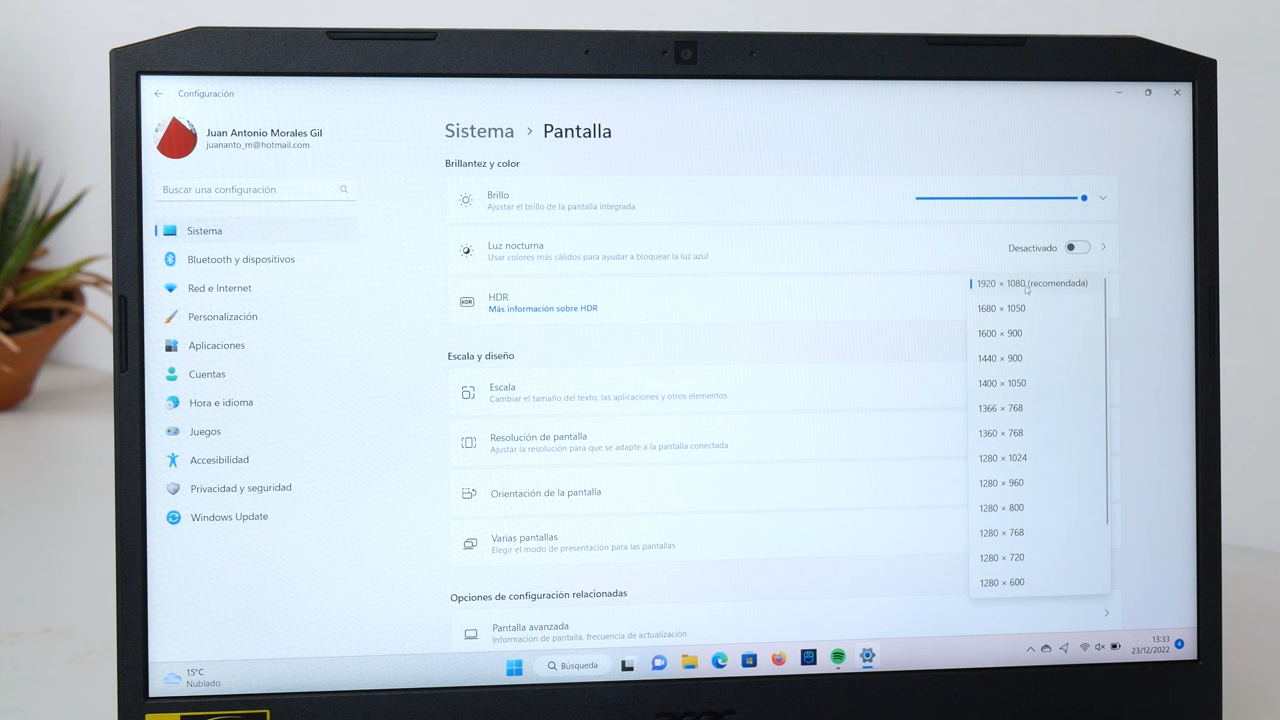 Configuración
Juan Antonio Morales Gil
juananto_m@hotmail.com
Buscar una configuración
Sistema
Bluetooth y dispositivos
Red e Internet
Personalización
Aplicaciones
Cuentas
Hora e idioma
Juegos
Accesibilidad
Privacidad y seguridad
Windows Update
Sistema › Pantalla
Brillantez y color
Brillo
Ajustar el brillo de la pantalla integrada
Luz nocturna
Usar colores más cálidos para ayudar a bloquear la luz azul
Desactivado
HDR
HDR
Más información sobre HDR
Escala y diseño
Escala
Cambiar el tamaño del texto, las aplicaciones y otros elementos
Resolución de pantalla
Ajustar la resolución para que se adapte a la pantalla conectada
Orientación de la pantalla
Varias pantallas
Elegir el modo de presentación para las pantallas
Opciones de configuración relacionadas
Pantalla avanzada
Información de pantalla, frecuencia de actualización
1920 × 1080 (recomendada)
1680 × 1050
1600 × 900
1440 × 900
1400 × 1050
1366 × 768
1360 × 768
1280 × 1024
1280 × 960
1280 × 800
1280 × 768
1280 × 720
1280 × 600
15°C
Nublado
Búsqueda
13:33
23/12/2022
4
acer